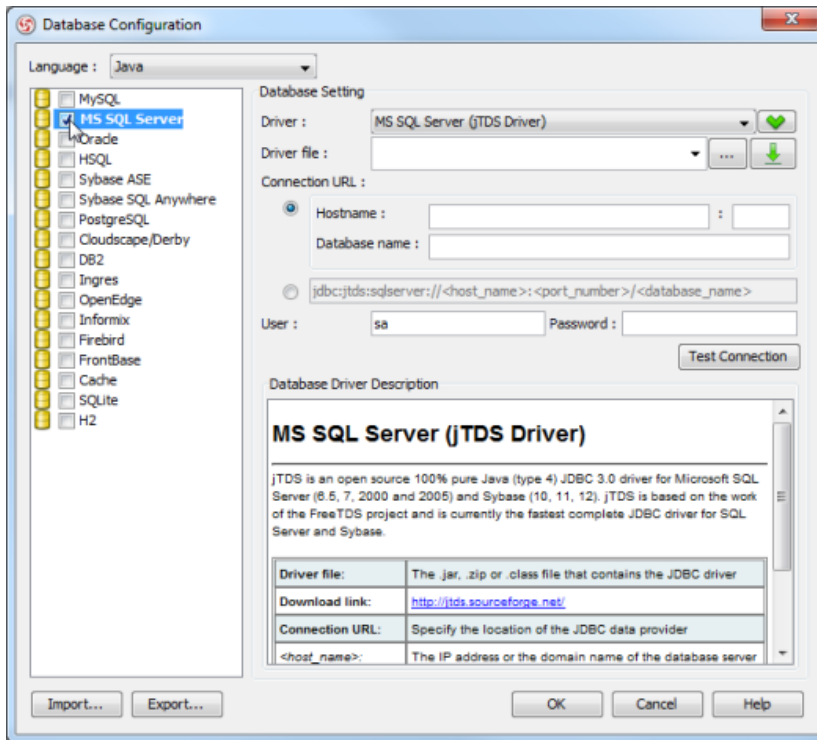 Database Configuration
Language : Java
MySQL
MS SQL Server
Oracle
HSQL
Sybase ASE
Sybase SQL Anywhere
PostgreSQL
Cloudscape/Derby
DB2
Ingres
OpenEdge
Informix
Firebird
FrontBase
Cache
SQLite
H2
Database Setting
Driver : MS SQL Server (jTDS Driver)
Driver file : ...
Connection URL :
Hostname : :
Database name :
jdbc:jtds:sqlserver://<host_name>:<port_number>/<database_name>
User : sa Password :
Test Connection
Database Driver Description
MS SQL Server (jTDS Driver)
jTDS is an open source 100% pure Java (type 4) JDBC 3.0 driver for Microsoft SQL
Server (6.5, 7, 2000 and 2005) and Sybase (10, 11, 12). jTDS is based on the work
of the FreeTDS project and is currently the fastest complete JDBC driver for SQL
Server and Sybase.
Driver file: The .jar, .zip or .class file that contains the JDBC driver
Download link: http://jtds.sourceforge.net/
Connection URL: Specify the location of the JDBC data provider
<host_name>: The IP address or the domain name of the database server
Import... Export... OK Cancel Help